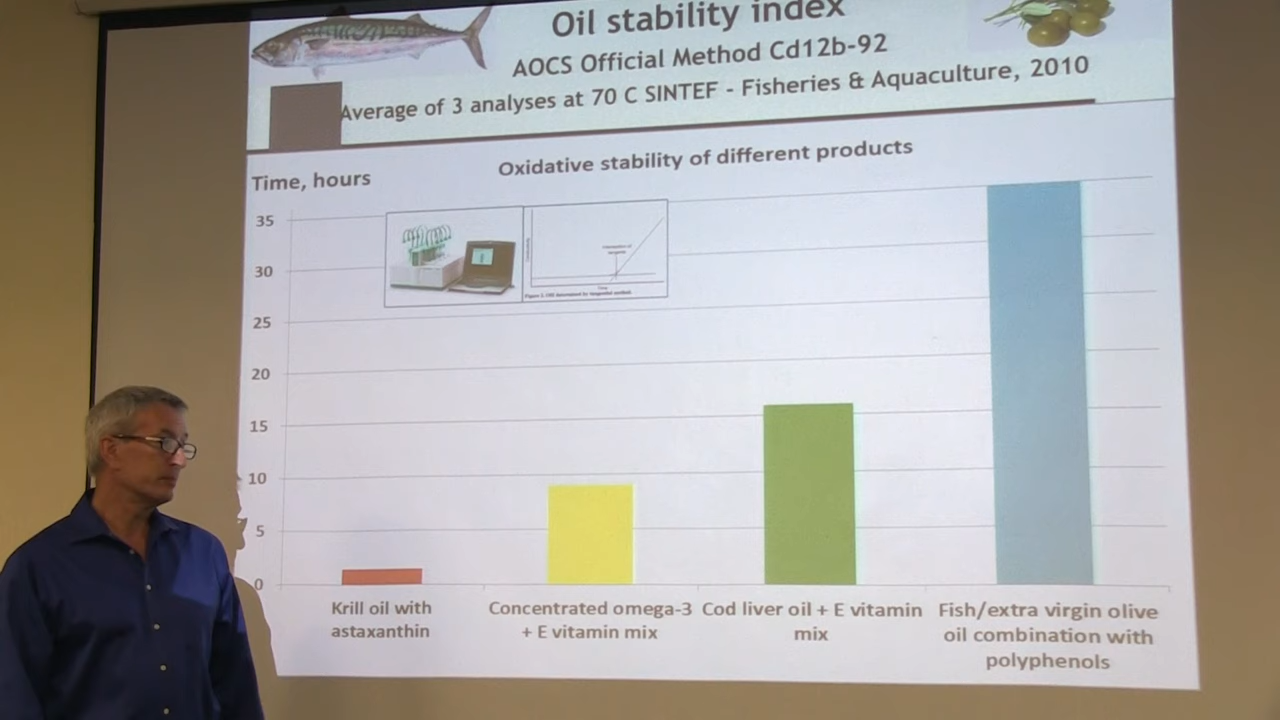 Oil stability index
AOCS Official Method Cd12b-92
Average of 3 analyses at 70 C SINTEF - Fisheries & Aquaculture, 2010
Oxidative stability of different products
Time, hours
35
30
25
20
15
10
5
0
Time
Krill oil with
astaxanthin
Concentrated omega-3
+ E vitamin mix
Cod liver oil + E vitamin
mix
Fish/extra virgin olive
oil combination with
polyphenols